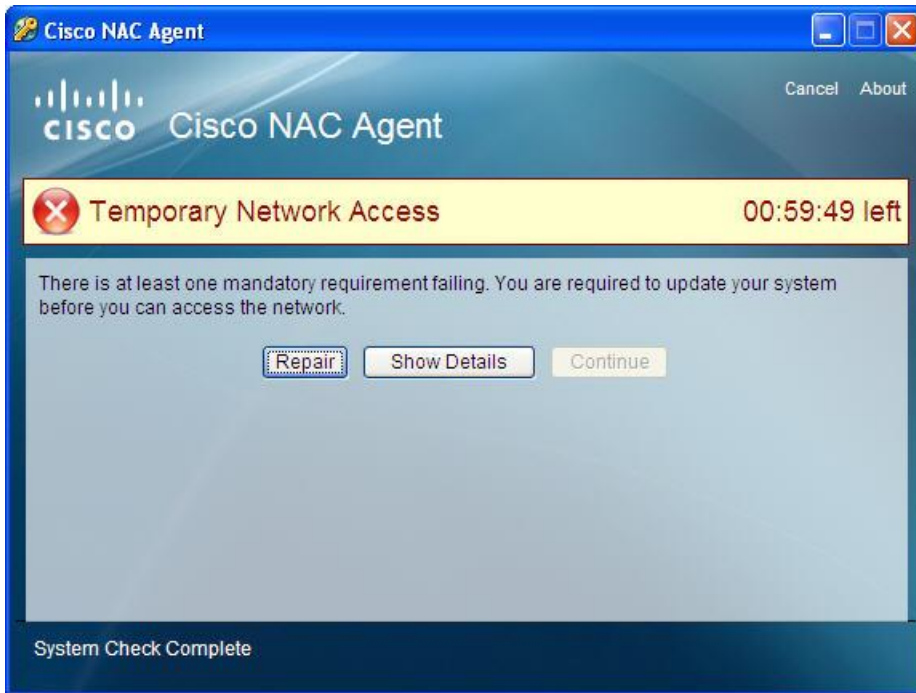 Cisco NAC Agent
Cancel About
CISCO Cisco NAC Agent
Temporary Network Access 00:59:49 left
There is at least one mandatory requirement failing. You are required to update your system
before you can access the network.
Repair Show Details Continue
System Check Complete